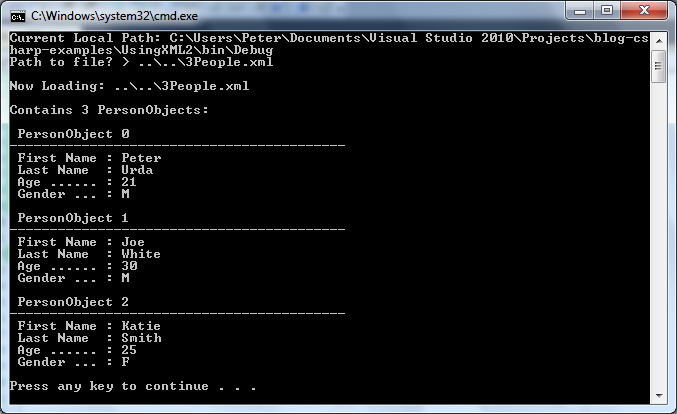 C:\Windows\system32\cmd.exe
Current Local Path: C:\Users\Peter\Documents\Visual Studio 2010\Projects\blog-cs
harp-examples\UsingXML2\bin\Debug
Path to file? > ..\..\3People.xml

Now Loading: ..\..\3People.xml

Contains 3 PersonObjects:

 PersonObject 0
------------------------------------------
 First Name : Peter
 Last Name  : Urda
 Age ...... : 21
 Gender ... : M

 PersonObject 1
------------------------------------------
 First Name : Joe
 Last Name  : White
 Age ...... : 30
 Gender ... : M

 PersonObject 2
------------------------------------------
 First Name : Katie
 Last Name  : Smith
 Age ...... : 25
 Gender ... : F

Press any key to continue . . .